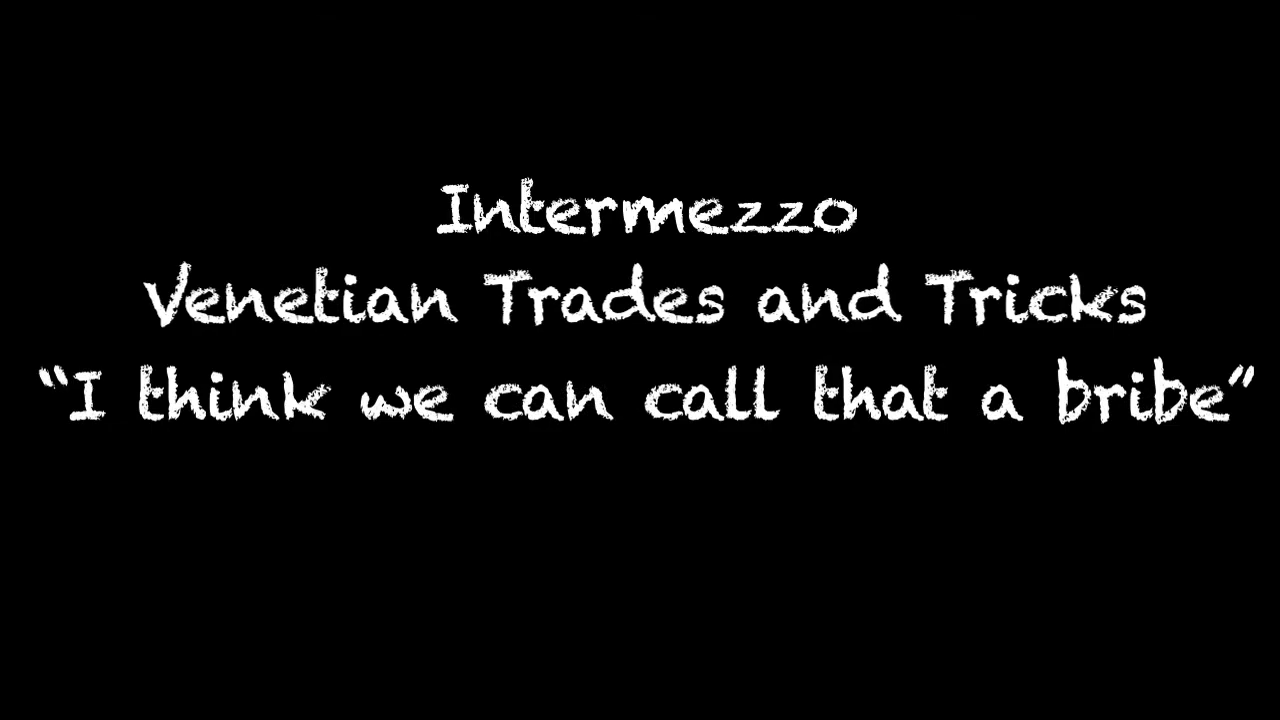 Intermezzo
Venetian Trades and Tricks
“I think we can call that a bribe”